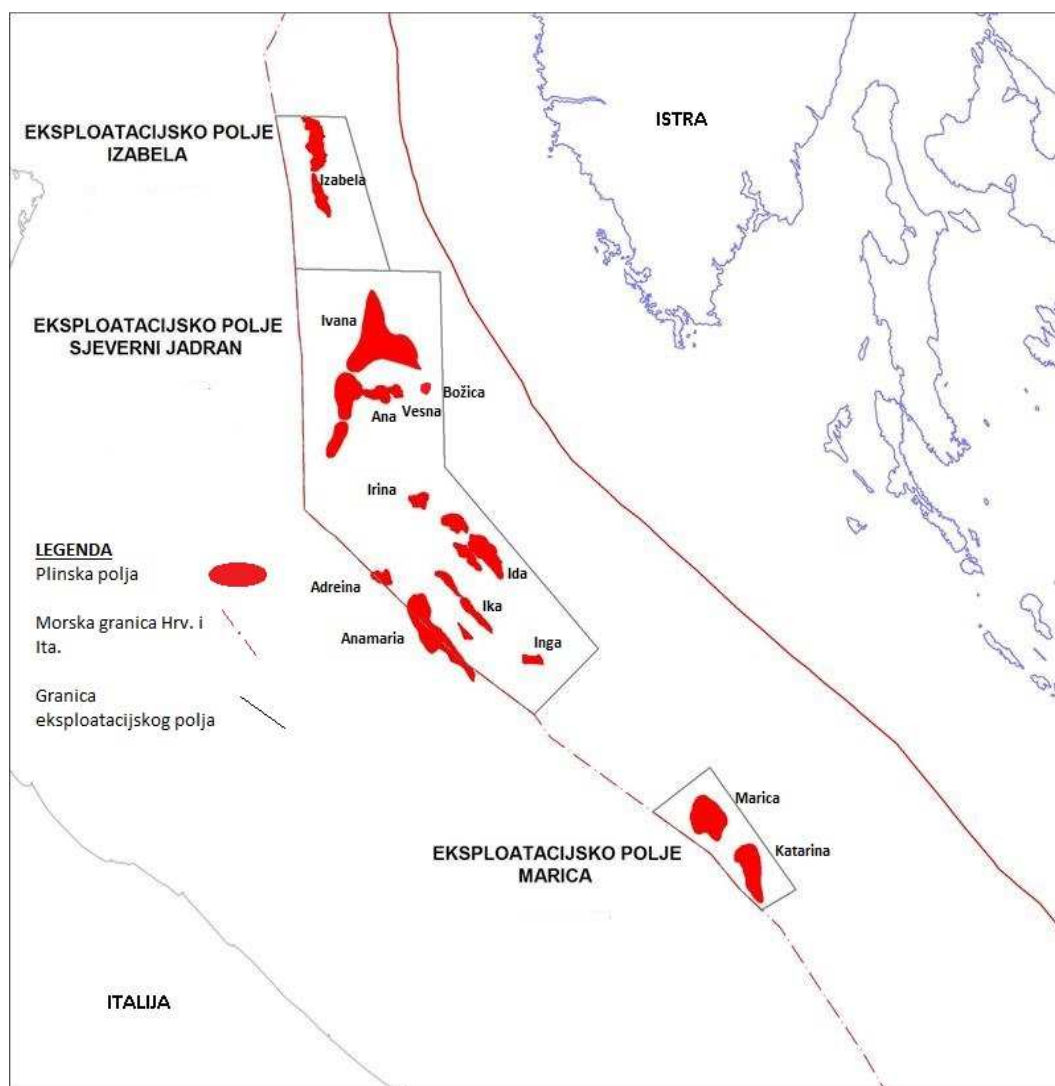 ISTRA
EKSPLOATACIJSKO POLJE
IZABELA
Izabela
EKSPLOATACIJSKO POLJE
SJEVERNI JADRAN
Ivana
Božica
Ana
Vesna
Irina
LEGENDA
Plinska polja
Ida
Adreina
Ika
Morska granica Hrv. i
Ita.
Anamaria
Inga
Granica
eksploatacijskog polja
Marica
Katarina
EKSPLOATACIJSKO POLJE
MARICA
ITALIJA